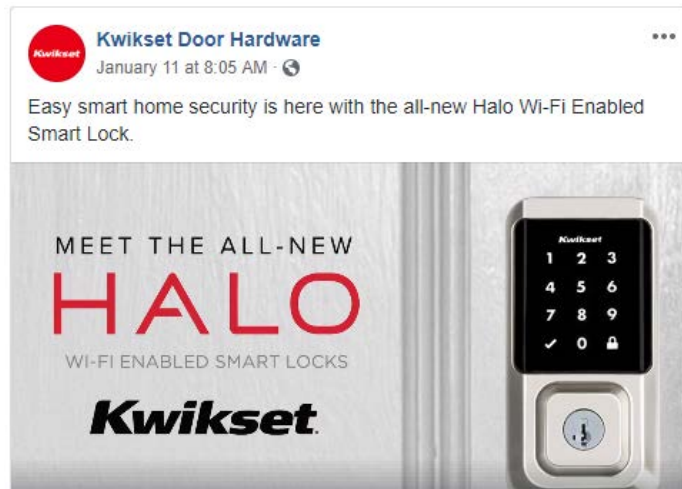 Kwikset
Kwikset Door Hardware
January 11 at 8:05 AM ·
Easy smart home security is here with the all-new Halo Wi-Fi Enabled
Smart Lock.
MEET THE ALL-NEW
HALO
WI-FI ENABLED SMART LOCKS
Kwikset
Kwikset
1 2 3
4 5 6
7 8 9
✓ 0